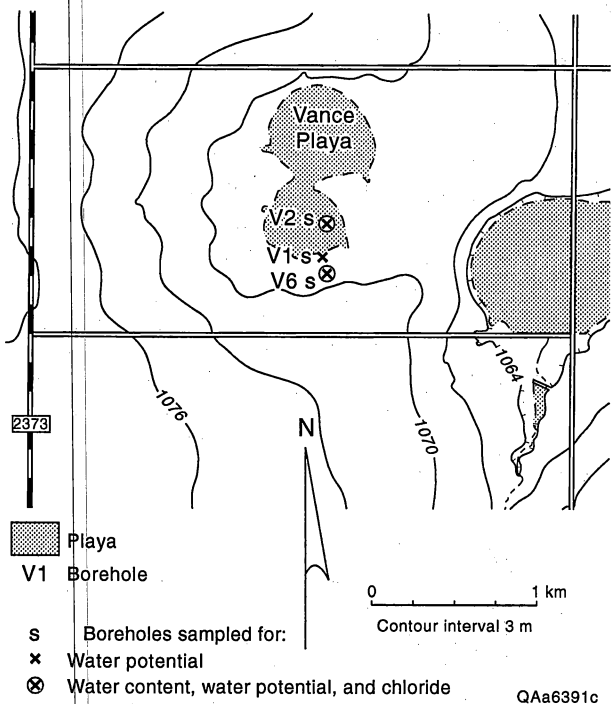 Vance
Playa
V2 s
V1 s
V6 s
1064
1076
1070
2373
N
Playa
V1 Borehole
0 1 km
Contour interval 3 m
s Boreholes sampled for:
× Water potential
⊗ Water content, water potential, and chloride
QAa6391c